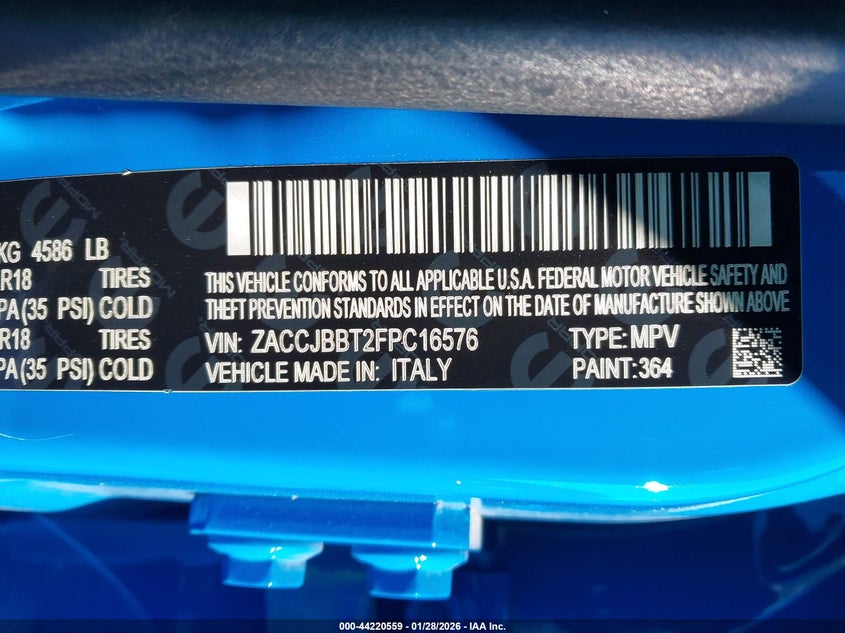 KG 4586 LB
R18 TIRES
PA (35 PSI) COLD
R18 TIRES
PA (35 PSI) COLD
THIS VEHICLE CONFORMS TO ALL APPLICABLE U.S.A. FEDERAL MOTOR VEHICLE SAFETY AND
THEFT PREVENTION STANDARDS IN EFFECT ON THE DATE OF MANUFACTURE SHOWN ABOVE
VIN: ZACCJBBT2FPC16576 TYPE: MPV
VEHICLE MADE IN: ITALY PAINT: 364
000-44220559 — 01/28/2026 — IAA Inc.